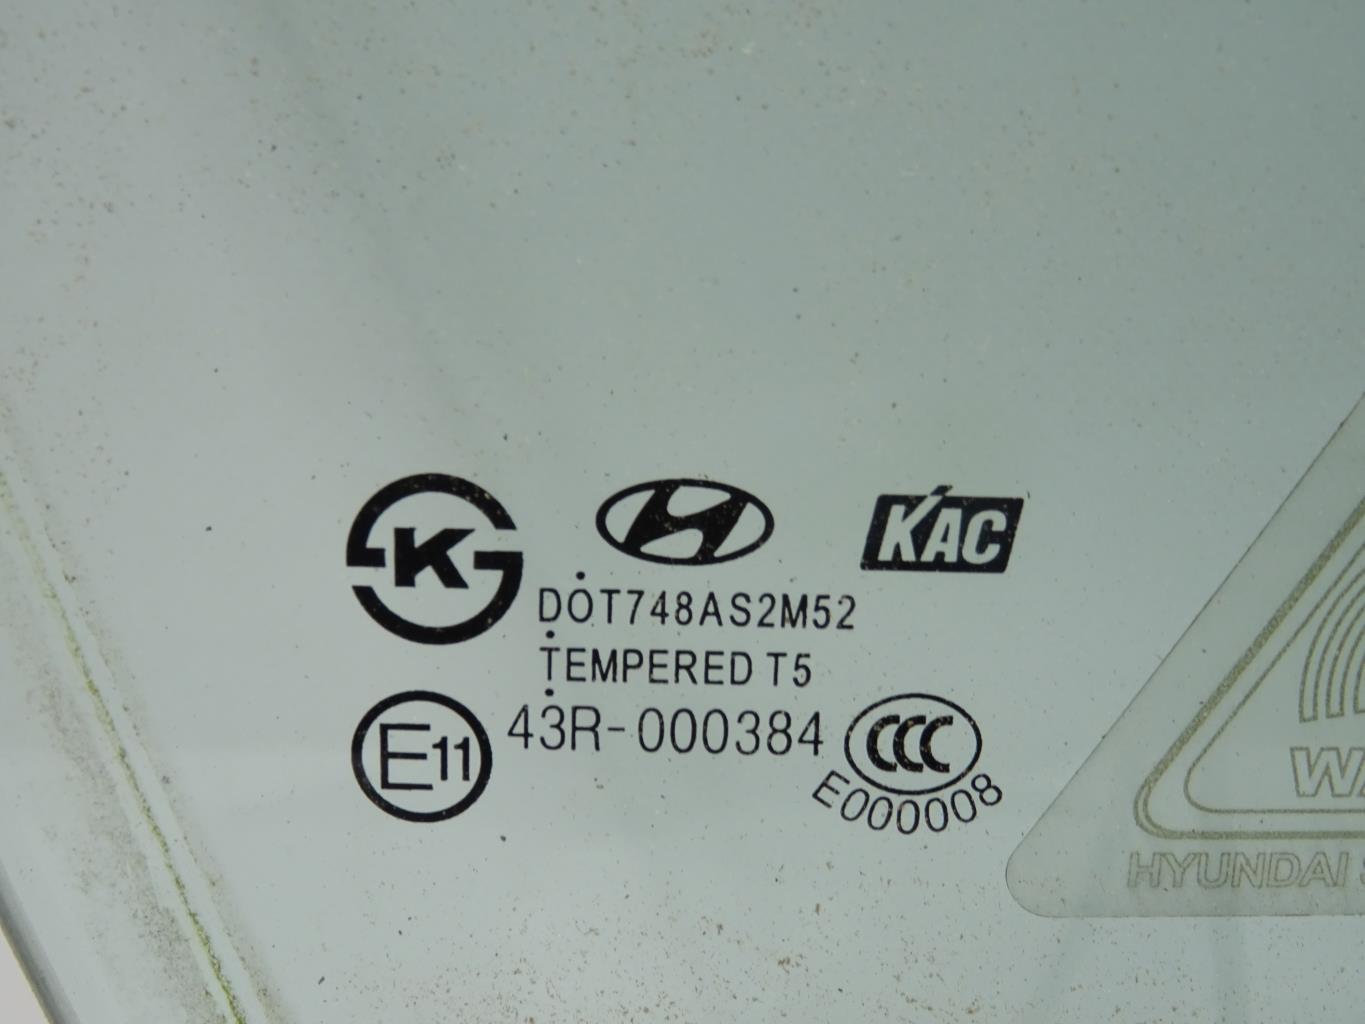 K
KAC
DOT748AS2M52
TEMPERED T5
E11
43R-000384
CCC
E000008
HYUNDAI